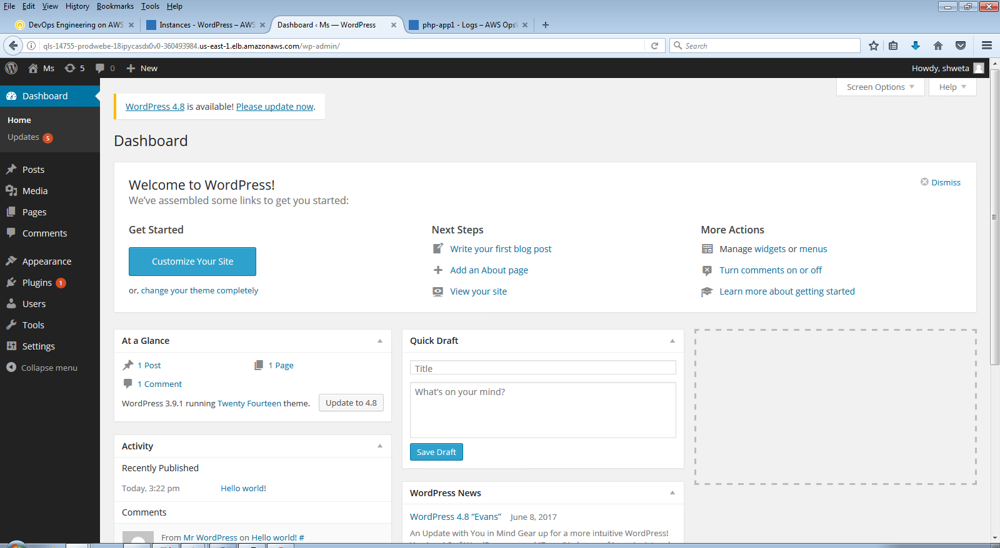 File Edit View History Bookmarks Tools Help
DevOps Engineering on AWS
Instances - WordPress – AWS
Dashboard ‹ Ms — WordPress
php-app1 - Logs – AWS Ops
qls-14755-prodwebe-18ipycasdx0v0-360493984.us-east-1.elb.amazonaws.com/wp-admin/
Search
Ms 5 0 New
Howdy, shweta
Dashboard
Home
Updates 5
Posts
Media
Pages
Comments
Appearance
Plugins 1
Users
Tools
Settings
Collapse menu
Screen Options
Help
WordPress 4.8 is available! Please update now.
Dashboard
Welcome to WordPress!
We've assembled some links to get you started:
Dismiss
Get Started
Customize Your Site
or, change your theme completely
Next Steps
Write your first blog post
Add an About page
View your site
More Actions
Manage widgets or menus
Turn comments on or off
Learn more about getting started
At a Glance
1 Post
1 Page
1 Comment
WordPress 3.9.1 running Twenty Fourteen theme.
Update to 4.8
Activity
Recently Published
Today, 3:22 pm Hello world!
Comments
From Mr WordPress on Hello world! #
Quick Draft
Title
What's on your mind?
Save Draft
WordPress News
WordPress 4.8 “Evans” June 8, 2017
An Update with You in Mind Gear up for a more intuitive WordPress!